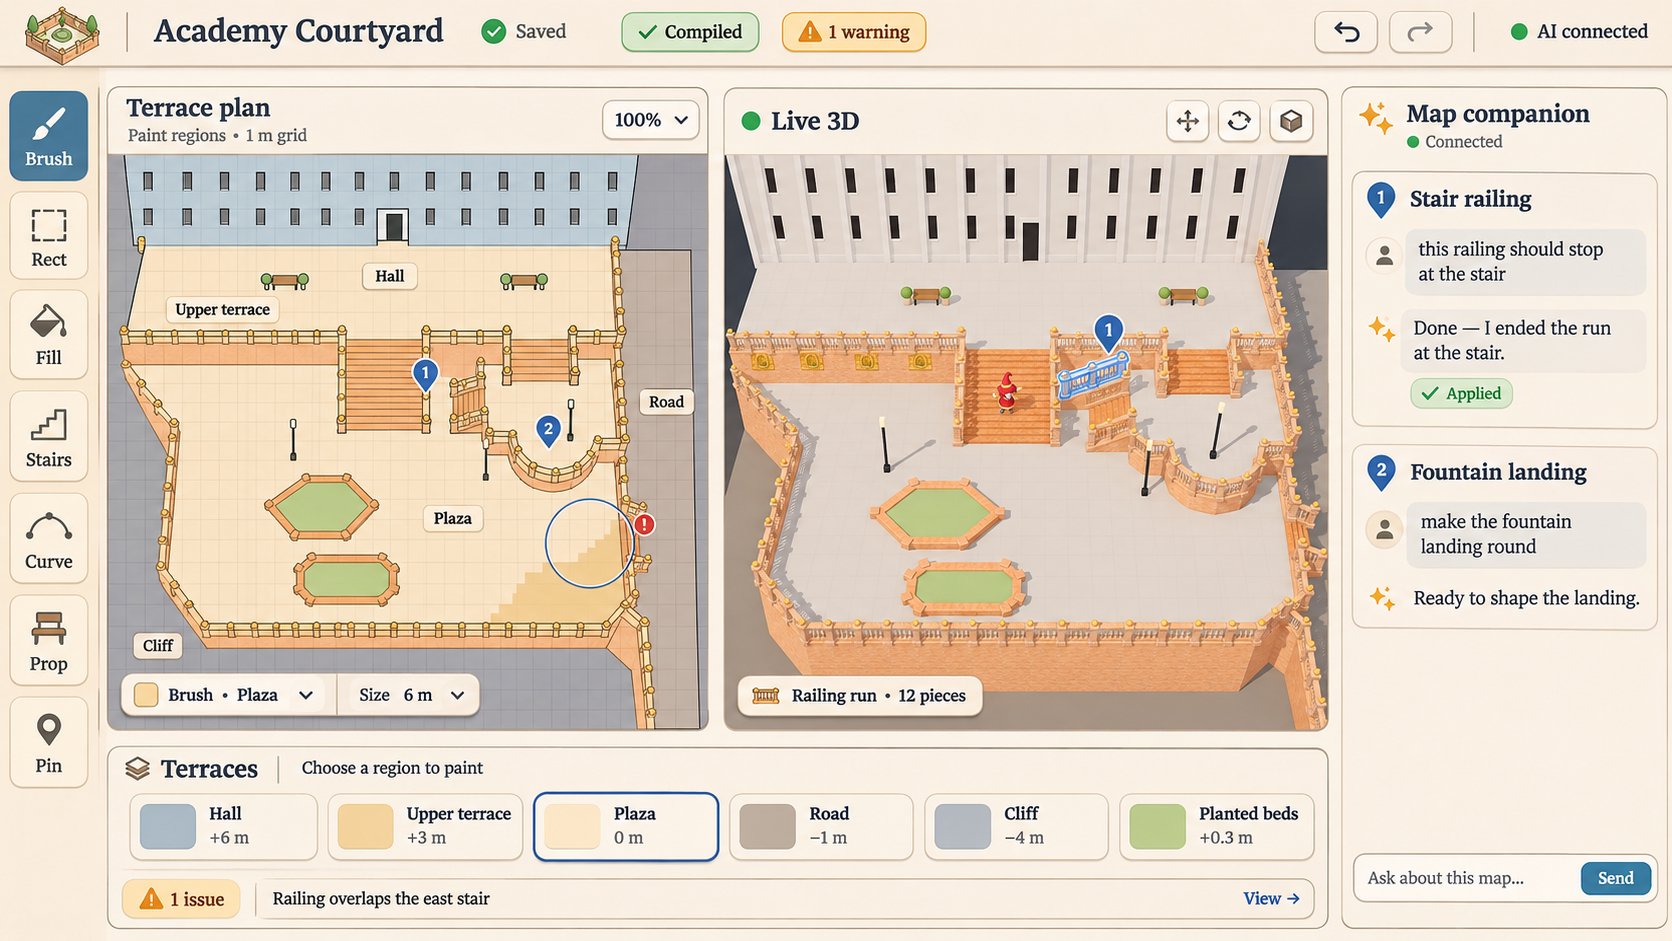 Academy Courtyard
Saved
Compiled
1 warning
AI connected
Brush
Rect
Fill
Stairs
Curve
Prop
Pin
Terrace plan
Paint regions • 1 m grid
100%
Hall
Upper terrace
1
2
Road
Plaza
!
Cliff
Brush • Plaza
Size 6 m
Live 3D
1
Railing run • 12 pieces
Terraces
Choose a region to paint
Hall
+6 m
Upper terrace
+3 m
Plaza
0 m
Road
−1 m
Cliff
−4 m
Planted beds
+0.3 m
1 issue
Railing overlaps the east stair
View →
Map companion
Connected
1
Stair railing
this railing should stop
at the stair
Done — I ended the run
at the stair.
Applied
2
Fountain landing
make the fountain
landing round
Ready to shape the landing.
Ask about this map...
Send